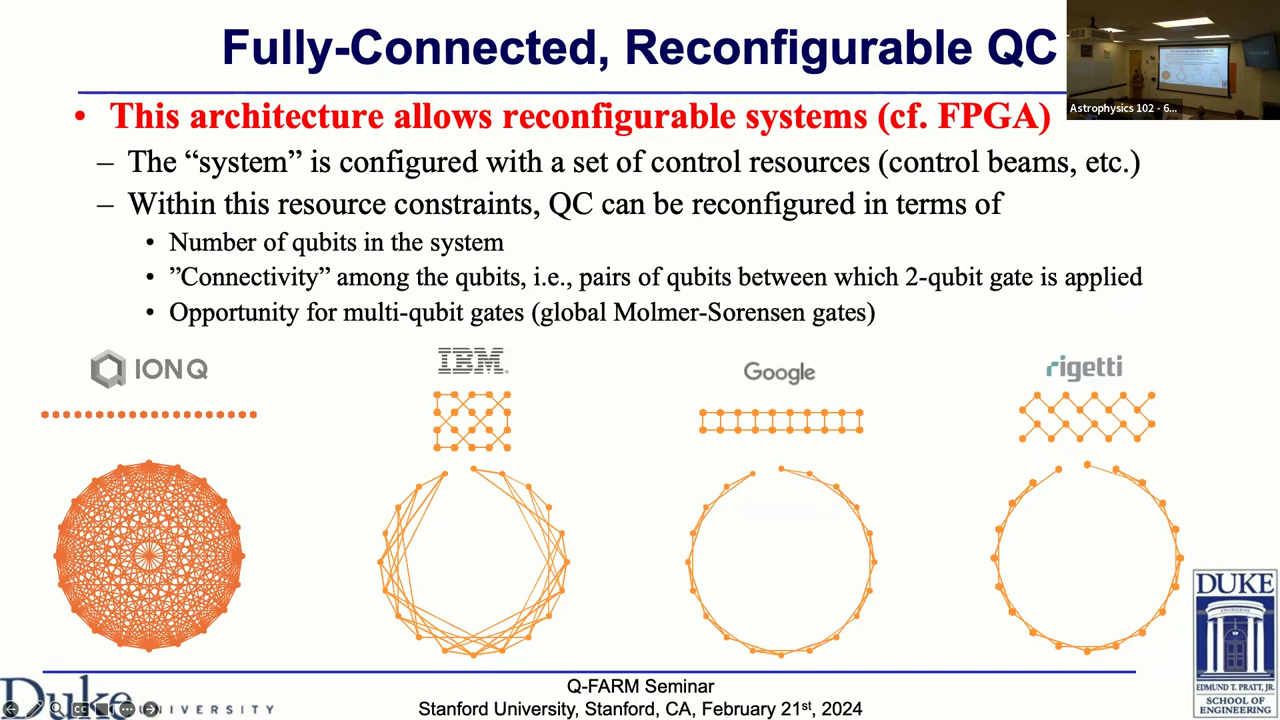 Fully-Connected, Reconfigurable QC
Astrophysics 102 - 6...
• This architecture allows reconfigurable systems (cf. FPGA)
– The “system” is configured with a set of control resources (control beams, etc.)
– Within this resource constraints, QC can be reconfigured in terms of
• Number of qubits in the system
• ”Connectivity” among the qubits, i.e., pairs of qubits between which 2-qubit gate is applied
• Opportunity for multi-qubit gates (global Molmer-Sorensen gates)
IONQ
IBM
Google
rigetti
DUKE
EDMUND T. PRATT, JR.
SCHOOL OF
ENGINEERING
Duke
UNIVERSITY
Q-FARM Seminar
Stanford University, Stanford, CA, February 21st, 2024